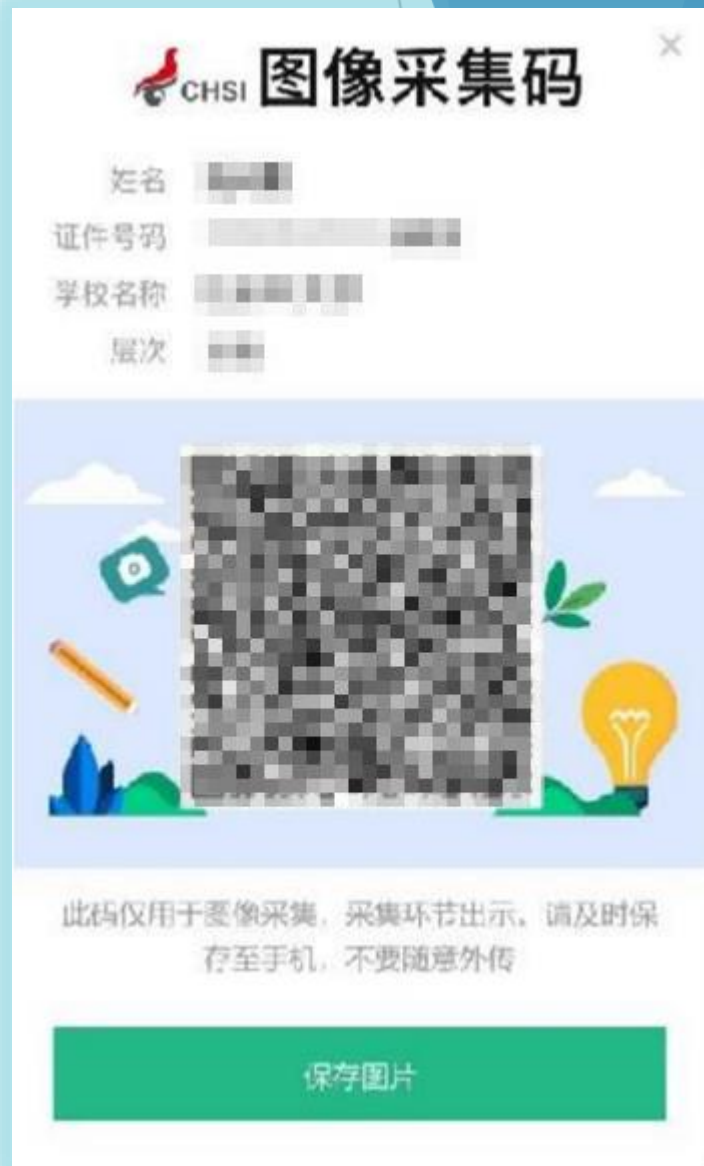 CHSI 图像采集码
姓名
证件号码
学校名称
层次
此码仅用于图像采集，采集环节出示。请及时保
存至手机，不要随意外传
保存图片